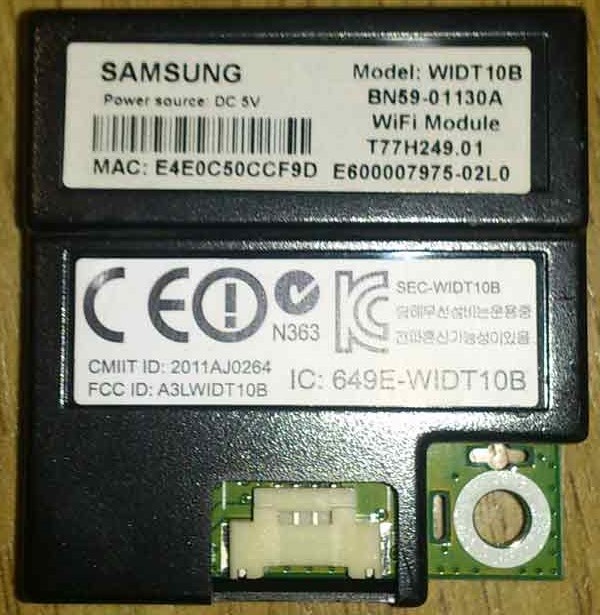 SAMSUNG
Power source: DC 5V
MAC: E4E0C50CCF9D
Model: WIDT10B
BN59-01130A
WiFi Module
T77H249.01
E600007975-02L0
CE
N363
SEC-WIDT10B
당해무선설비는운용중
전파혼신가능성이있음
CMIIT ID: 2011AJ0264
FCC ID: A3LWIDT10B
IC: 649E-WIDT10B